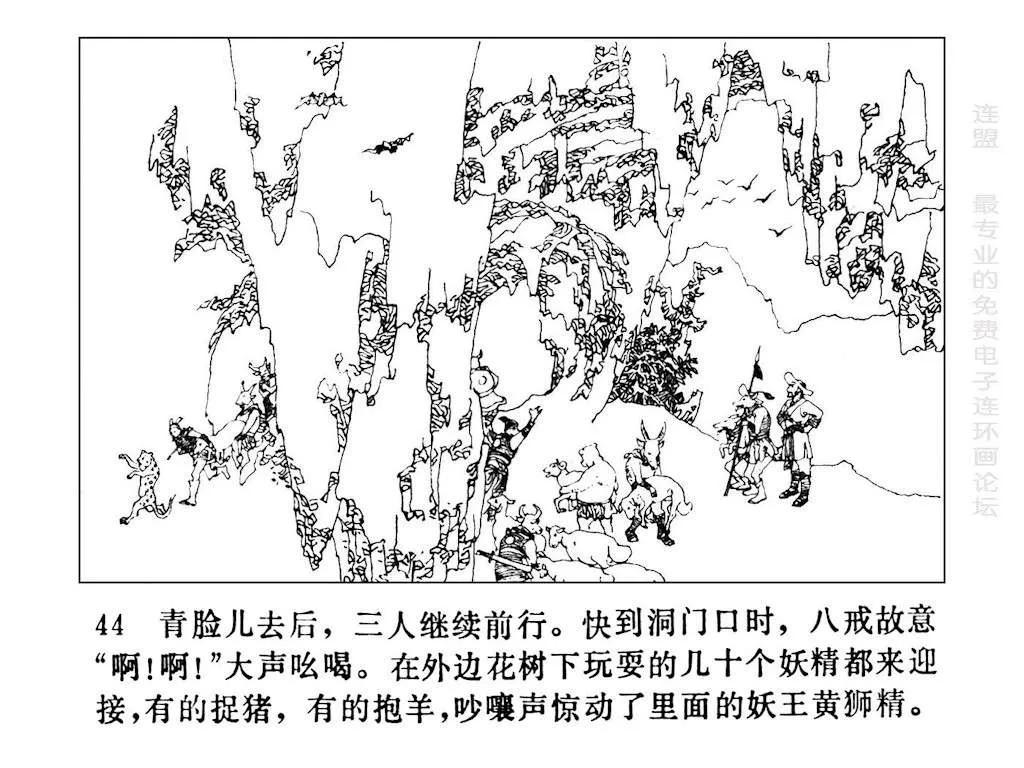 44 青脸儿去后，三人继续前行。快到洞门口时，八戒故意
“啊！啊！”大声吆喝。在外边花树下玩耍的几十个妖精都来迎
接，有的捉猪，有的抱羊，吵嚷声惊动了里面的妖王黄狮精。
连盟 最专业的免费电子连环画论坛